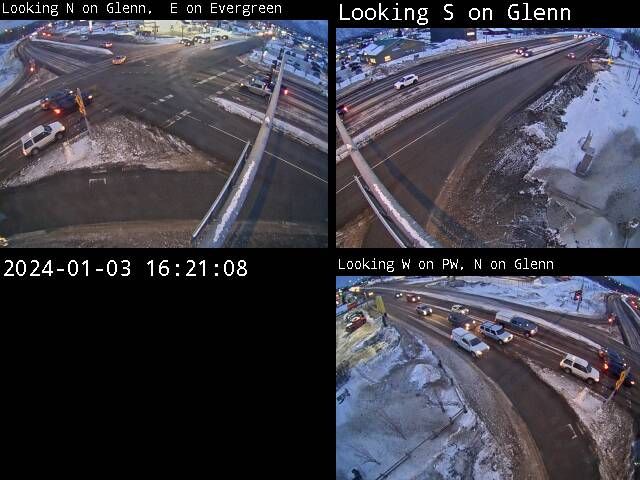 Looking N on Glenn,  E on Evergreen
Looking S on Glenn
2024-01-03 16:21:08
Looking W on PW, N on Glenn